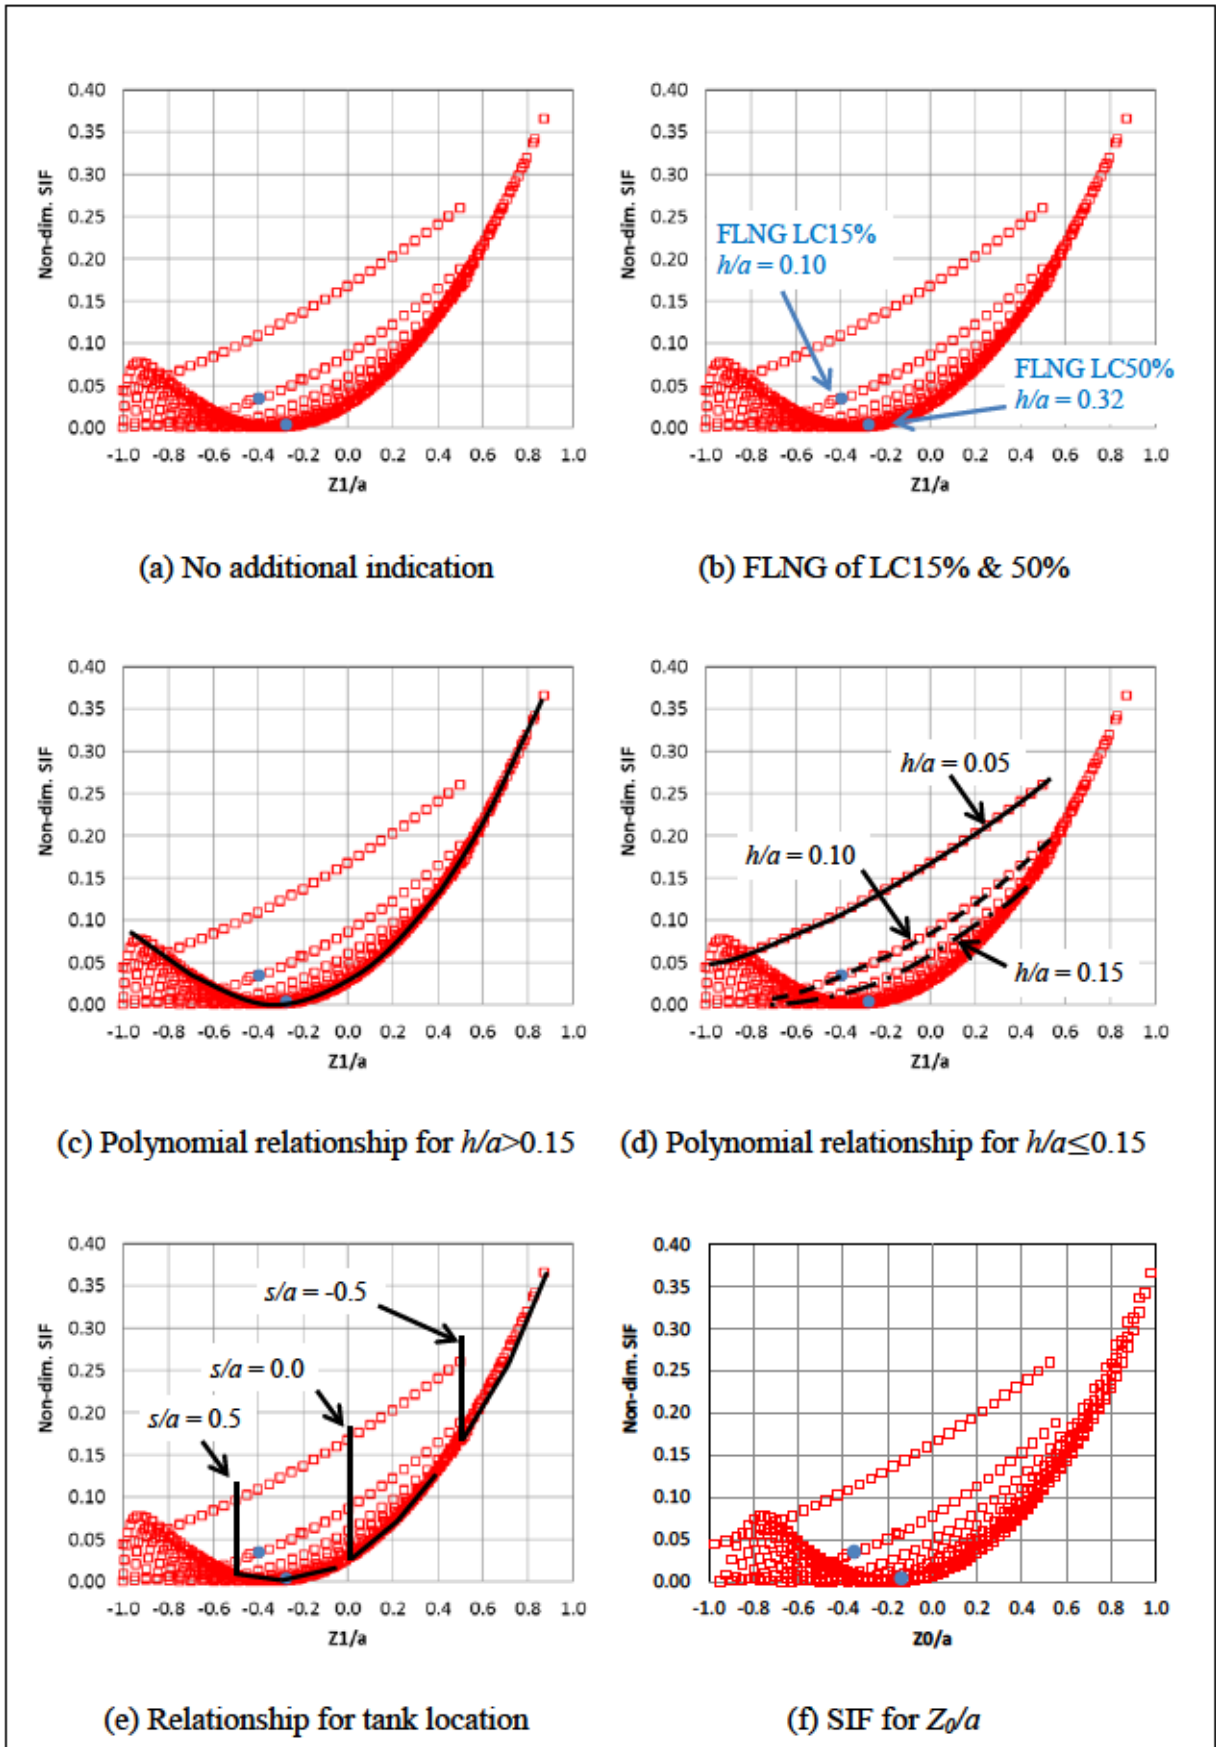 0.40
0.35
0.30
0.25
0.20
0.15
0.10
0.05
0.00
Non-dim. SIF
-1.0 -0.8 -0.6 -0.4 -0.2 0.0 0.2 0.4 0.6 0.8 1.0
Z1/a
(a) No additional indication
0.40
0.35
0.30
0.25
0.20
0.15
0.10
0.05
0.00
Non-dim. SIF
FLNG LC15%
h/a = 0.10
FLNG LC50%
h/a = 0.32
-1.0 -0.8 -0.6 -0.4 -0.2 0.0 0.2 0.4 0.6 0.8 1.0
Z1/a
(b) FLNG of LC15% & 50%
0.40
0.35
0.30
0.25
0.20
0.15
0.10
0.05
0.00
Non-dim. SIF
-1.0 -0.8 -0.6 -0.4 -0.2 0.0 0.2 0.4 0.6 0.8 1.0
Z1/a
(c) Polynomial relationship for h/a>0.15
0.40
0.35
0.30
0.25
0.20
0.15
0.10
0.05
0.00
Non-dim. SIF
h/a = 0.05
h/a = 0.10
h/a = 0.15
-1.0 -0.8 -0.6 -0.4 -0.2 0.0 0.2 0.4 0.6 0.8 1.0
Z1/a
(d) Polynomial relationship for h/a≤0.15
0.40
0.35
0.30
0.25
0.20
0.15
0.10
0.05
0.00
Non-dim. SIF
s/a = -0.5
s/a = 0.0
s/a = 0.5
-1.0 -0.8 -0.6 -0.4 -0.2 0.0 0.2 0.4 0.6 0.8 1.0
Z1/a
(e) Relationship for tank location
0.40
0.35
0.30
0.25
0.20
0.15
0.10
0.05
0.00
Non-dim. SIF
-1.0 -0.8 -0.6 -0.4 -0.2 0.0 0.2 0.4 0.6 0.8 1.0
Z0/a
(f) SIF for Z₀/a